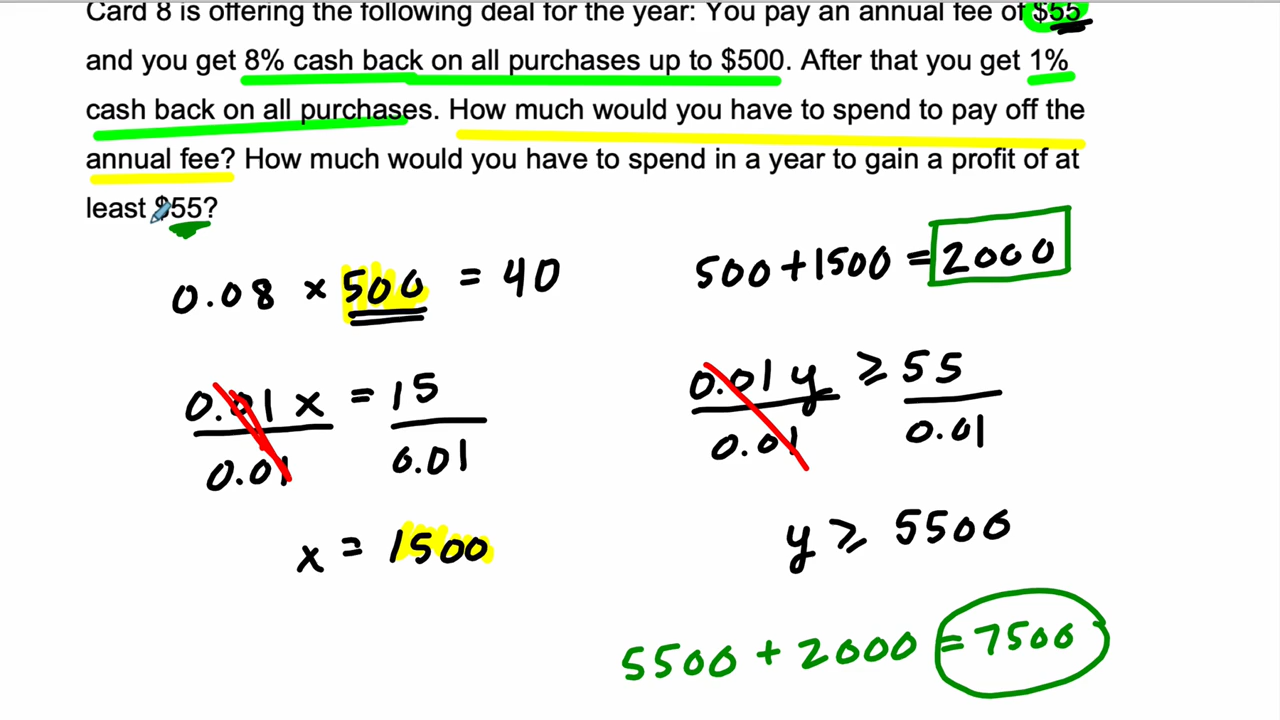 Card 8 is offering the following deal for the year: You pay an annual fee of $55
and you get 8% cash back on all purchases up to $500. After that you get 1%
cash back on all purchases. How much would you have to spend to pay off the
annual fee? How much would you have to spend in a year to gain a profit of at
least $55?
0.08 × 500 = 40
0.01 x = 15
0.01 0.01
x = 1500
500 + 1500 = 2000
0.01 y ≥ 55
0.01 0.01
y ≥ 5500
5500 + 2000 = 7500